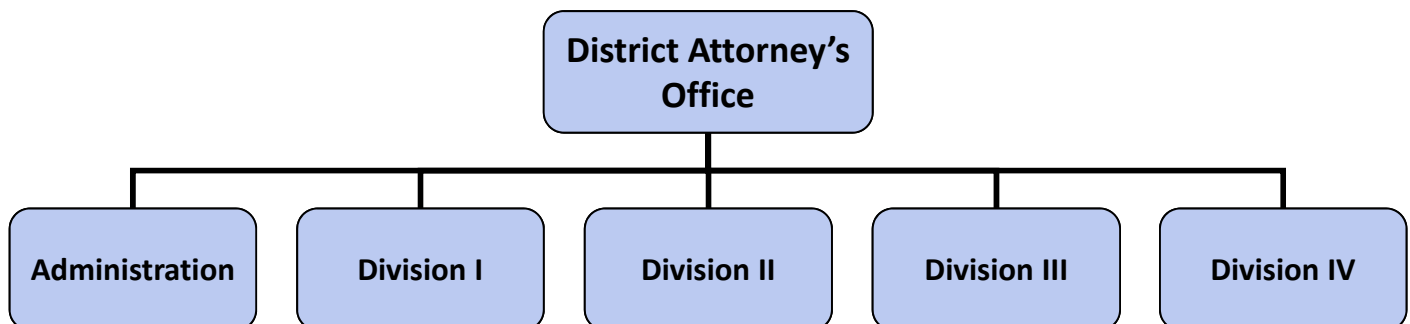 District Attorney’s
Office
Administration
Division I
Division II
Division III
Division IV